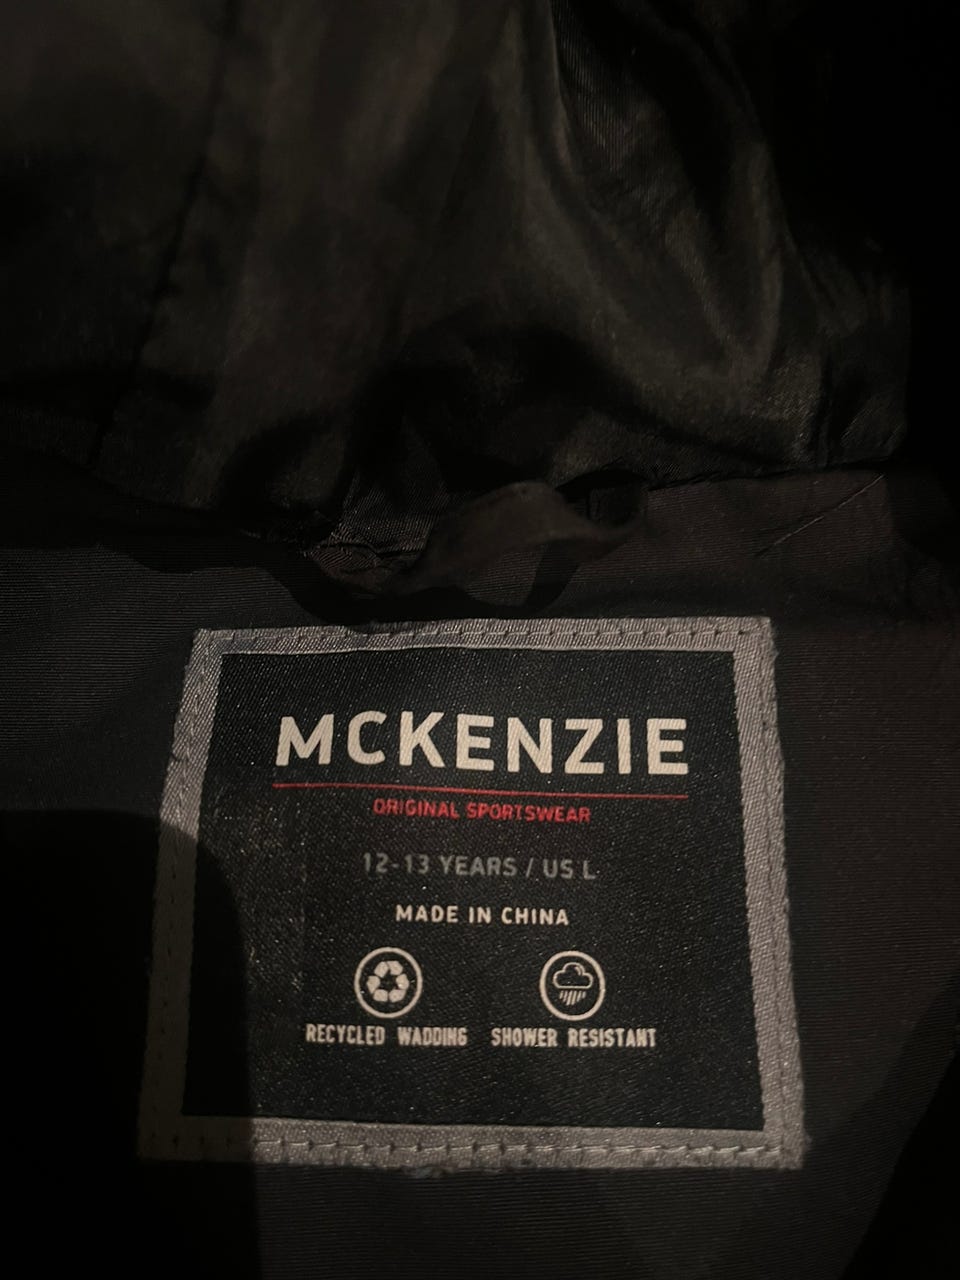 MCKENZIE
ORIGINAL SPORTSWEAR
12-13 YEARS / US L
MADE IN CHINA
RECYCLED WADDING SHOWER RESISTANT